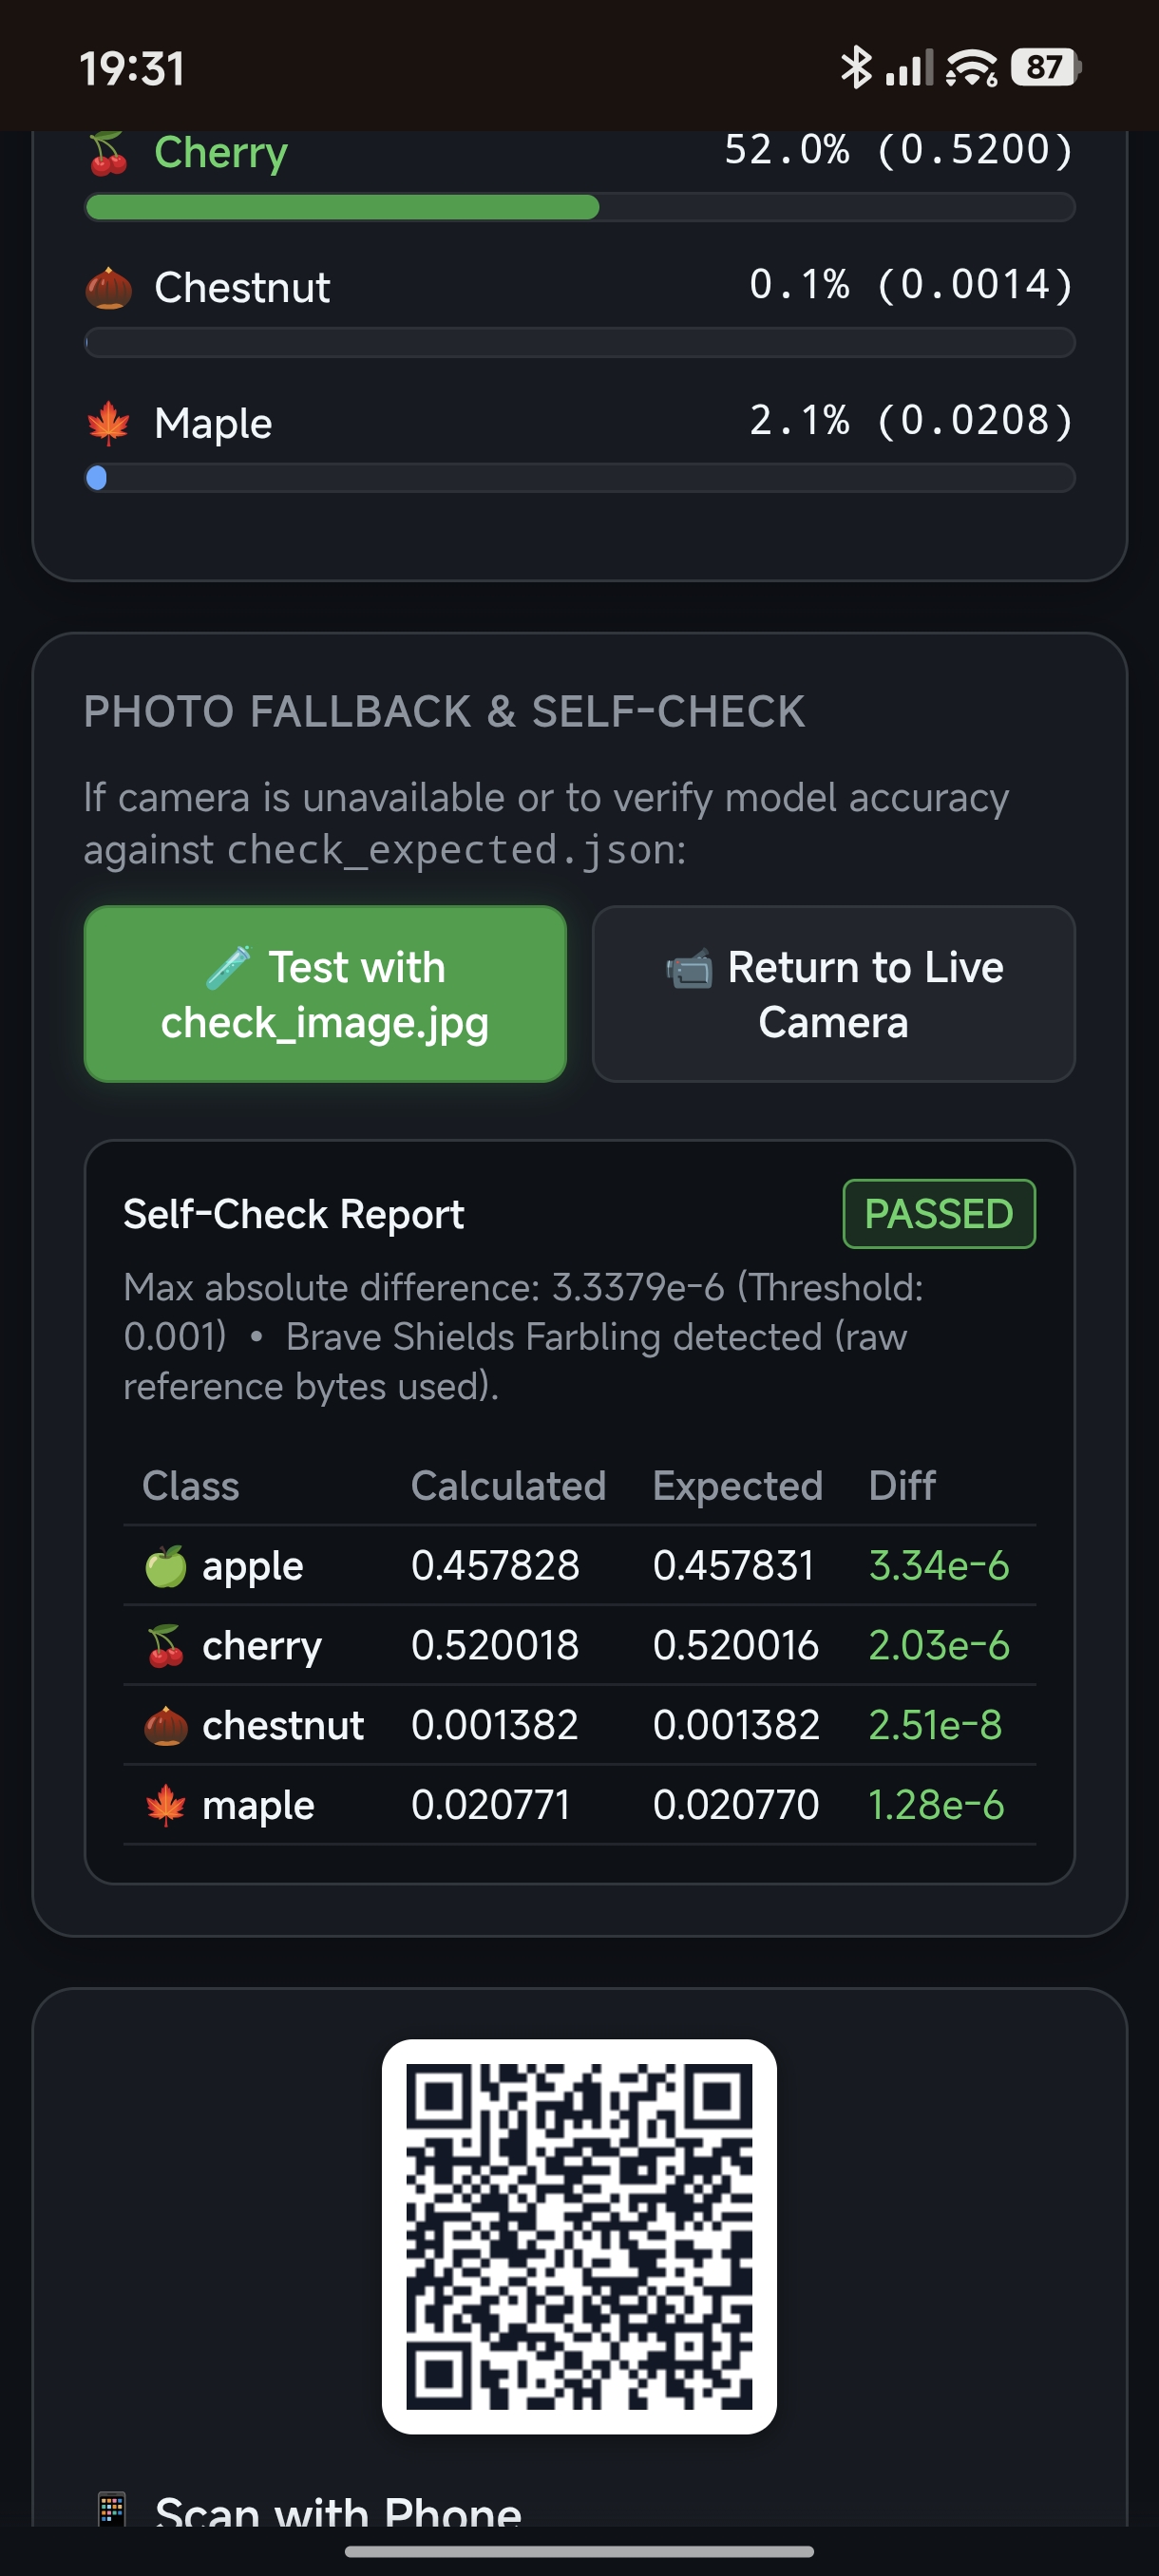 19:31
6
87
Cherry 52.0% (0.5200)
Chestnut 0.1% (0.0014)
Maple 2.1% (0.0208)
PHOTO FALLBACK & SELF-CHECK
If camera is unavailable or to verify model accuracy
against check_expected.json:
Test with
check_image.jpg
Return to Live
Camera
Self-Check Report PASSED
Max absolute difference: 3.3379e-6 (Threshold:
0.001) • Brave Shields Farbling detected (raw
reference bytes used).
Class Calculated Expected Diff
apple 0.457828 0.457831 3.34e-6
cherry 0.520018 0.520016 2.03e-6
chestnut 0.001382 0.001382 2.51e-8
maple 0.020771 0.020770 1.28e-6
Scan with Phone